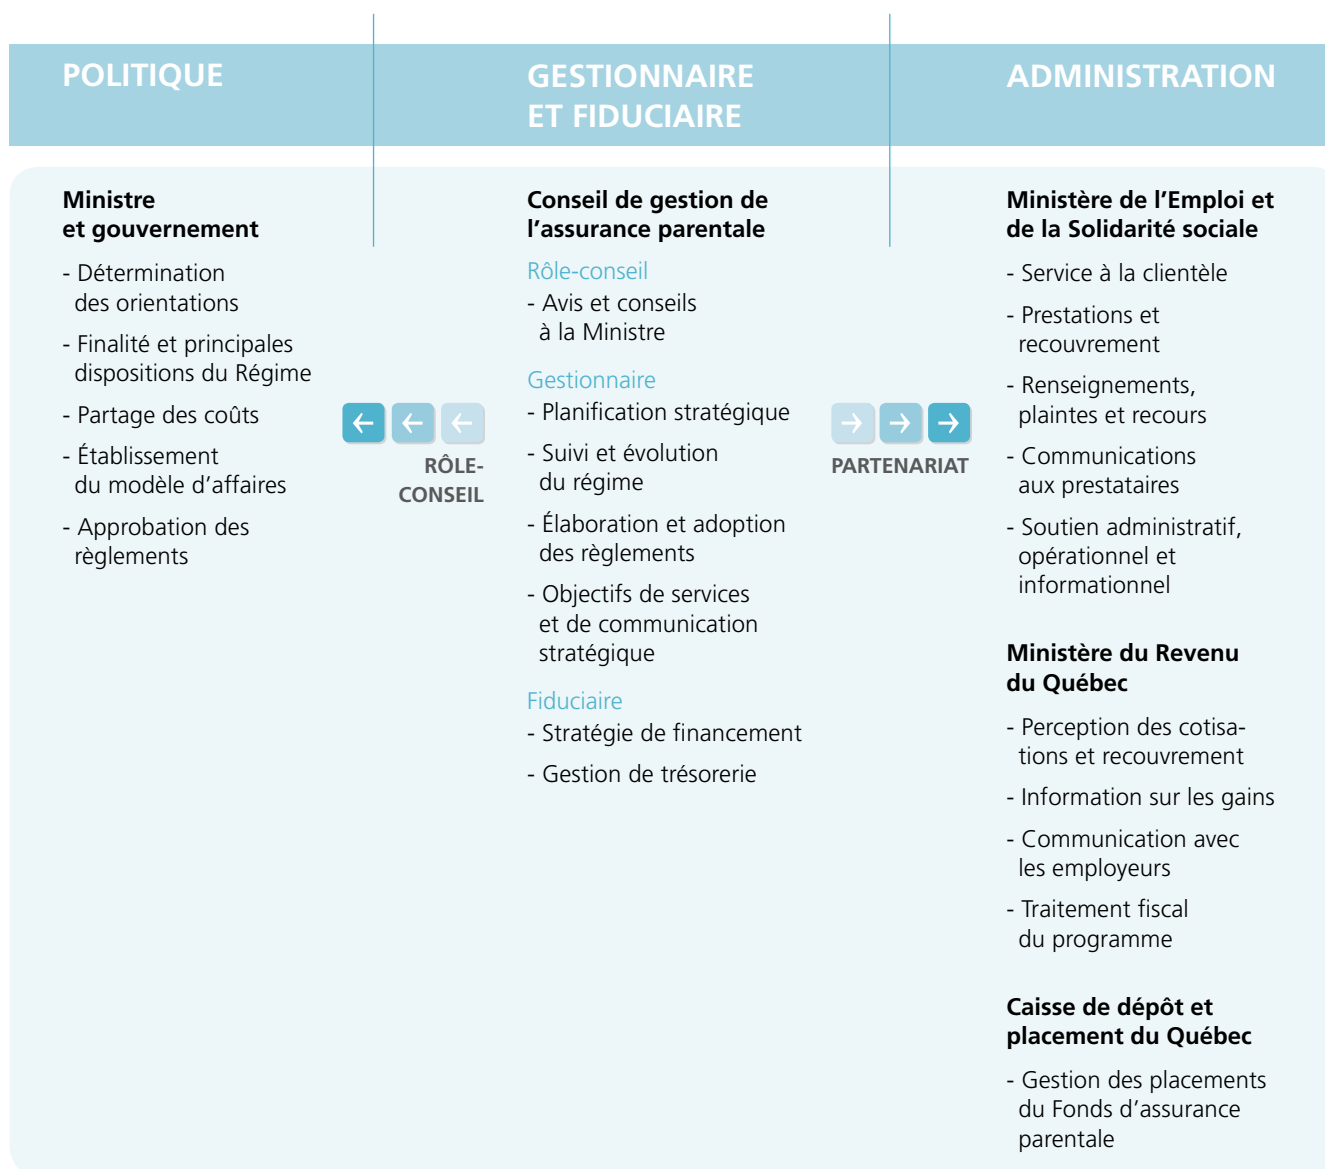 POLITIQUE
GESTIONNAIRE
ET FIDUCIAIRE
ADMINISTRATION
Ministre
et gouvernement
- Détermination
des orientations
- Finalité et principales
dispositions du Régime
- Partage des coûts
- Établissement
du modèle d’affaires
- Approbation des
règlements
RÔLE-
CONSEIL
Conseil de gestion de
l’assurance parentale
Rôle-conseil
- Avis et conseils
à la Ministre
Gestionnaire
- Planification stratégique
- Suivi et évolution
du régime
- Élaboration et adoption
des règlements
- Objectifs de services
et de communication
stratégique
Fiduciaire
- Stratégie de financement
- Gestion de trésorerie
PARTENARIAT
Ministère de l’Emploi et
de la Solidarité sociale
- Service à la clientèle
- Prestations et
recouvrement
- Renseignements,
plaintes et recours
- Communications
aux prestataires
- Soutien administratif,
opérationnel et
informationnel
Ministère du Revenu
du Québec
- Perception des cotisa-
tions et recouvrement
- Information sur les gains
- Communication avec
les employeurs
- Traitement fiscal
du programme
Caisse de dépôt et
placement du Québec
- Gestion des placements
du Fonds d’assurance
parentale